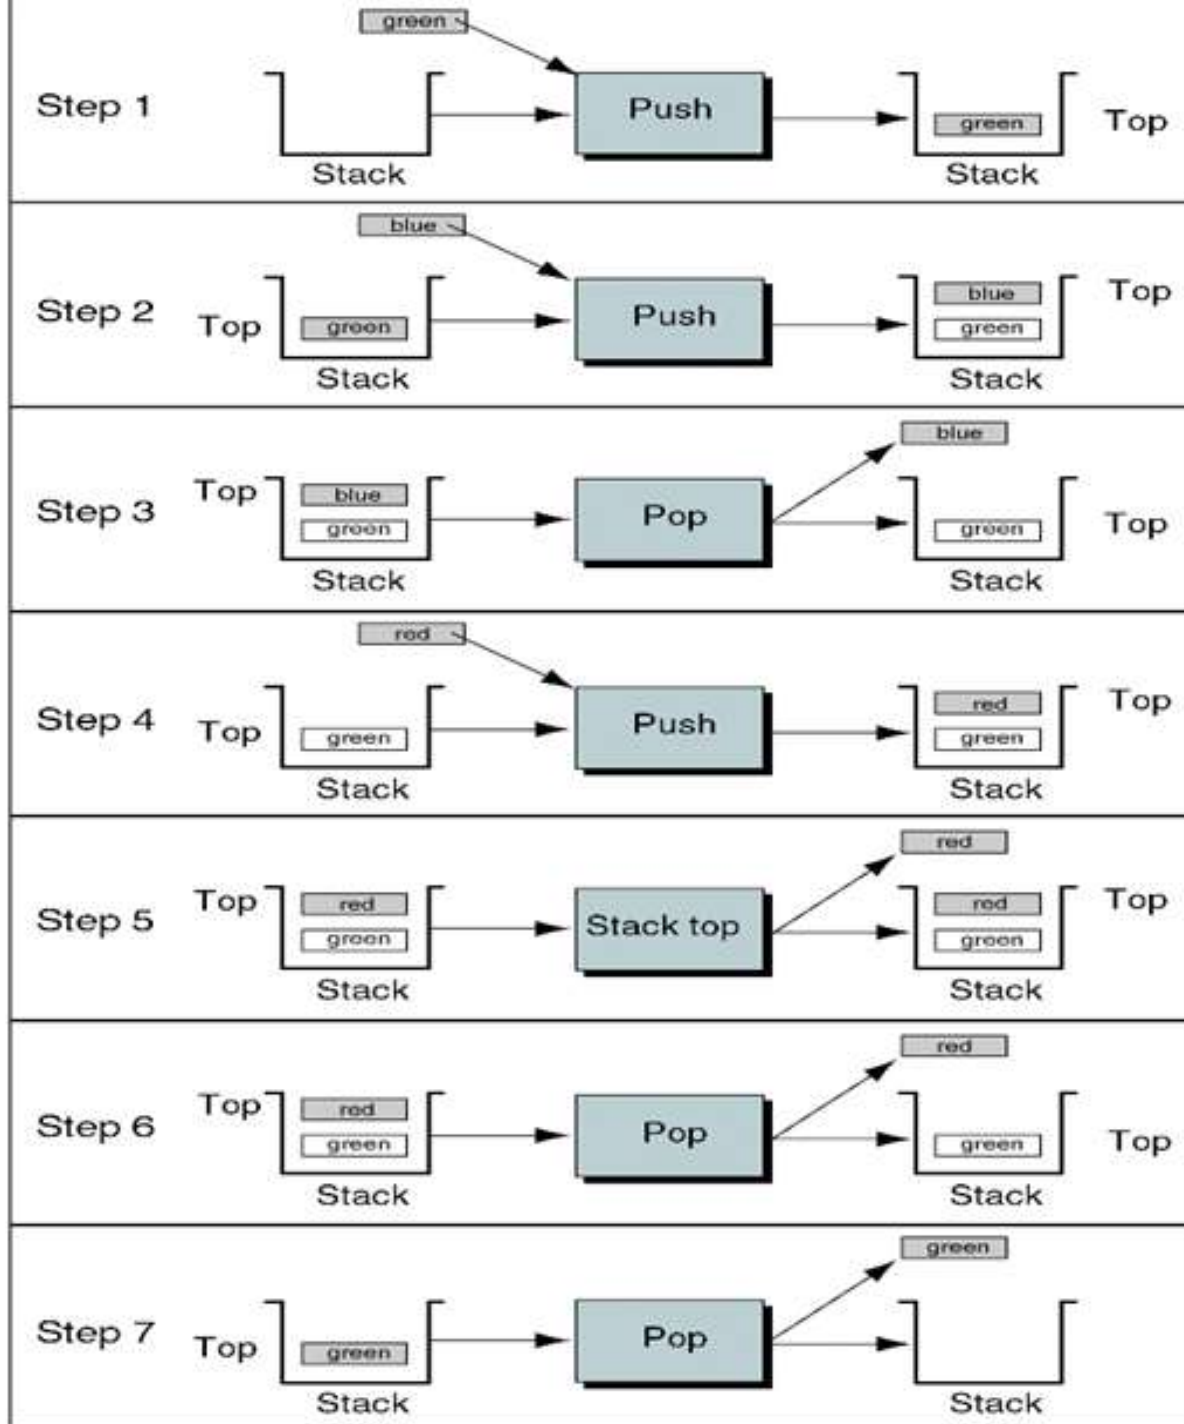 green
Step 1 Push green Top
Stack Stack
blue
Step 2 Top green Push blue Top
green
Stack Stack
blue
Step 3 Top blue Pop
green green Top
Stack Stack
red
Step 4 Top green Push red Top
green
Stack Stack
red
Step 5 Top red Stack top red Top
green green
Stack Stack
red
Step 6 Top red Pop
green green Top
Stack Stack
green
Step 7 Top green Pop
Stack Stack